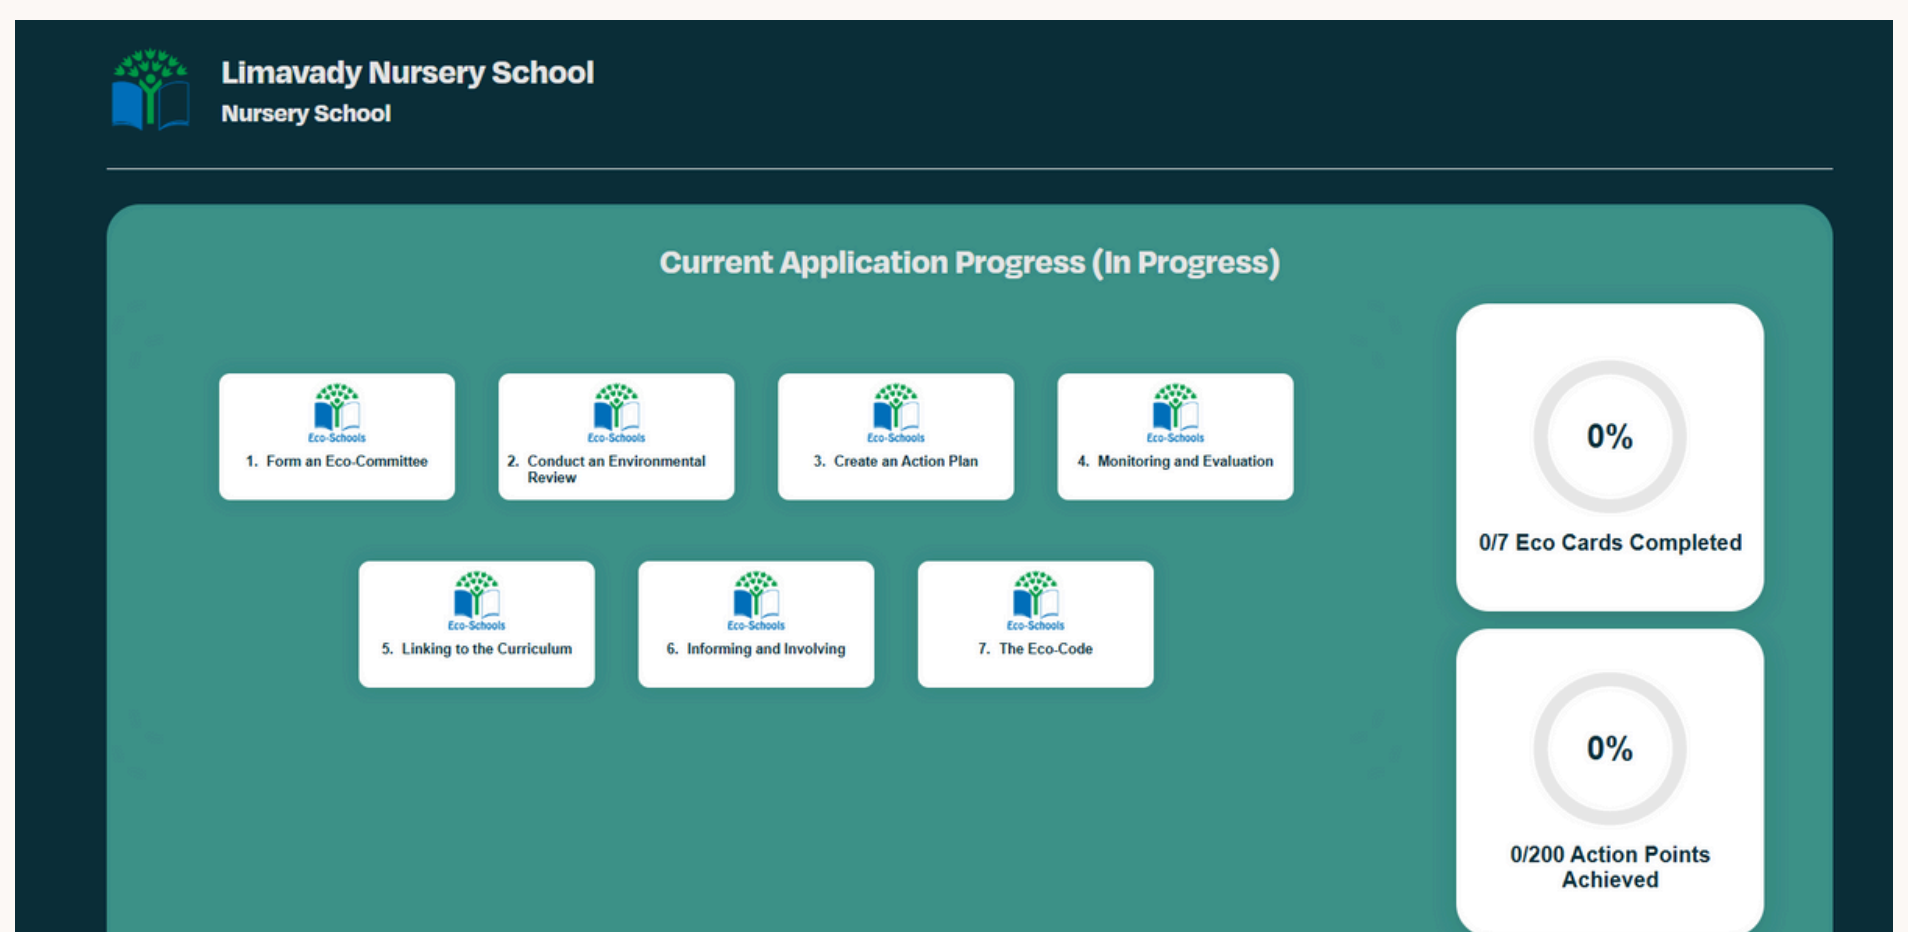 Limavady Nursery School
Nursery School
Current Application Progress (In Progress)
Eco-Schools
1. Form an Eco-Committee
Eco-Schools
2. Conduct an Environmental
Review
Eco-Schools
3. Create an Action Plan
Eco-Schools
4. Monitoring and Evaluation
0%
0/7 Eco Cards Completed
Eco-Schools
5. Linking to the Curriculum
Eco-Schools
6. Informing and Involving
Eco-Schools
7. The Eco-Code
0%
0/200 Action Points
Achieved